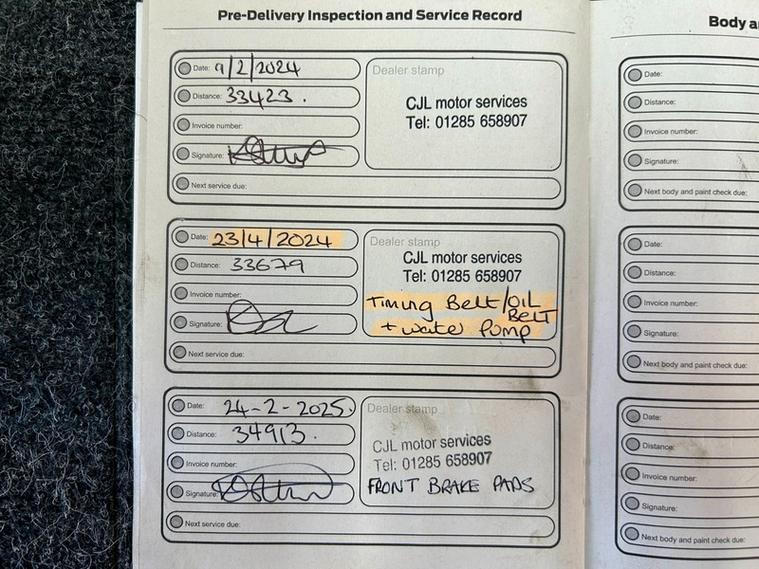 Pre-Delivery Inspection and Service Record
Date: 9/2/2024
Distance: 33423.
Invoice number:
Signature:
Next service due:
Dealer stamp
CJL motor services
Tel: 01285 658907
Date: 23/4/2024
Distance: 33679
Invoice number:
Signature:
Next service due:
Dealer stamp
CJL motor services
Tel: 01285 658907
Timing Belt/OIL
BELT
+ water Pump
Date: 24-2-2025.
Distance: 34913.
Invoice number:
Signature:
Next service due:
Dealer stamp
CJL motor services
Tel: 01285 658907
FRONT BRAKE PADS
Body
Date:
Distance:
Invoice number:
Signature:
Next body and paint check due:
Date:
Distance:
Invoice number:
Signature:
Next body and paint check due:
Date:
Distance:
Invoice number:
Signature:
Next body and paint check due: